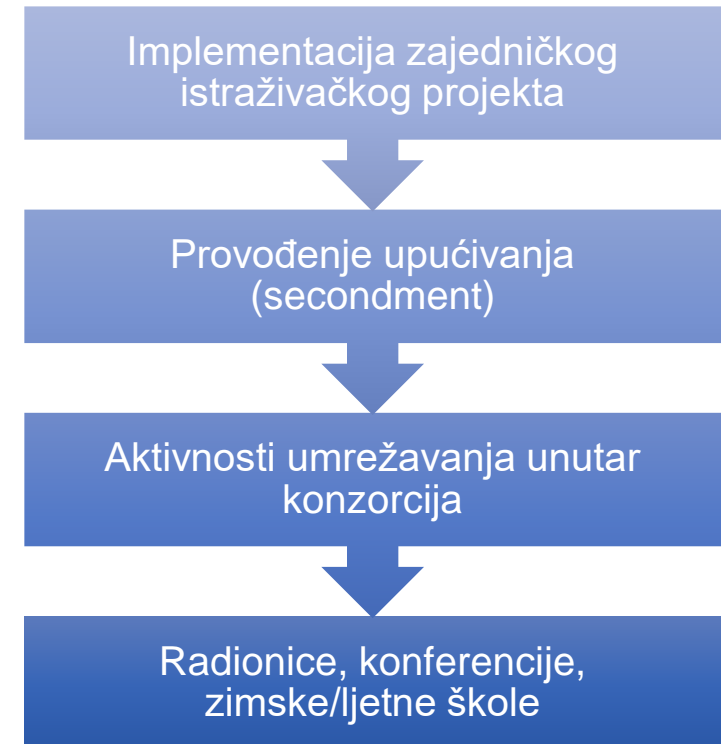 Implementacija zajedničkog
istraživačkog projekta
Provođenje upućivanja
(secondment)
Aktivnosti umrežavanja unutar
konzorcija
Radionice, konferencije,
zimske/ljetne škole